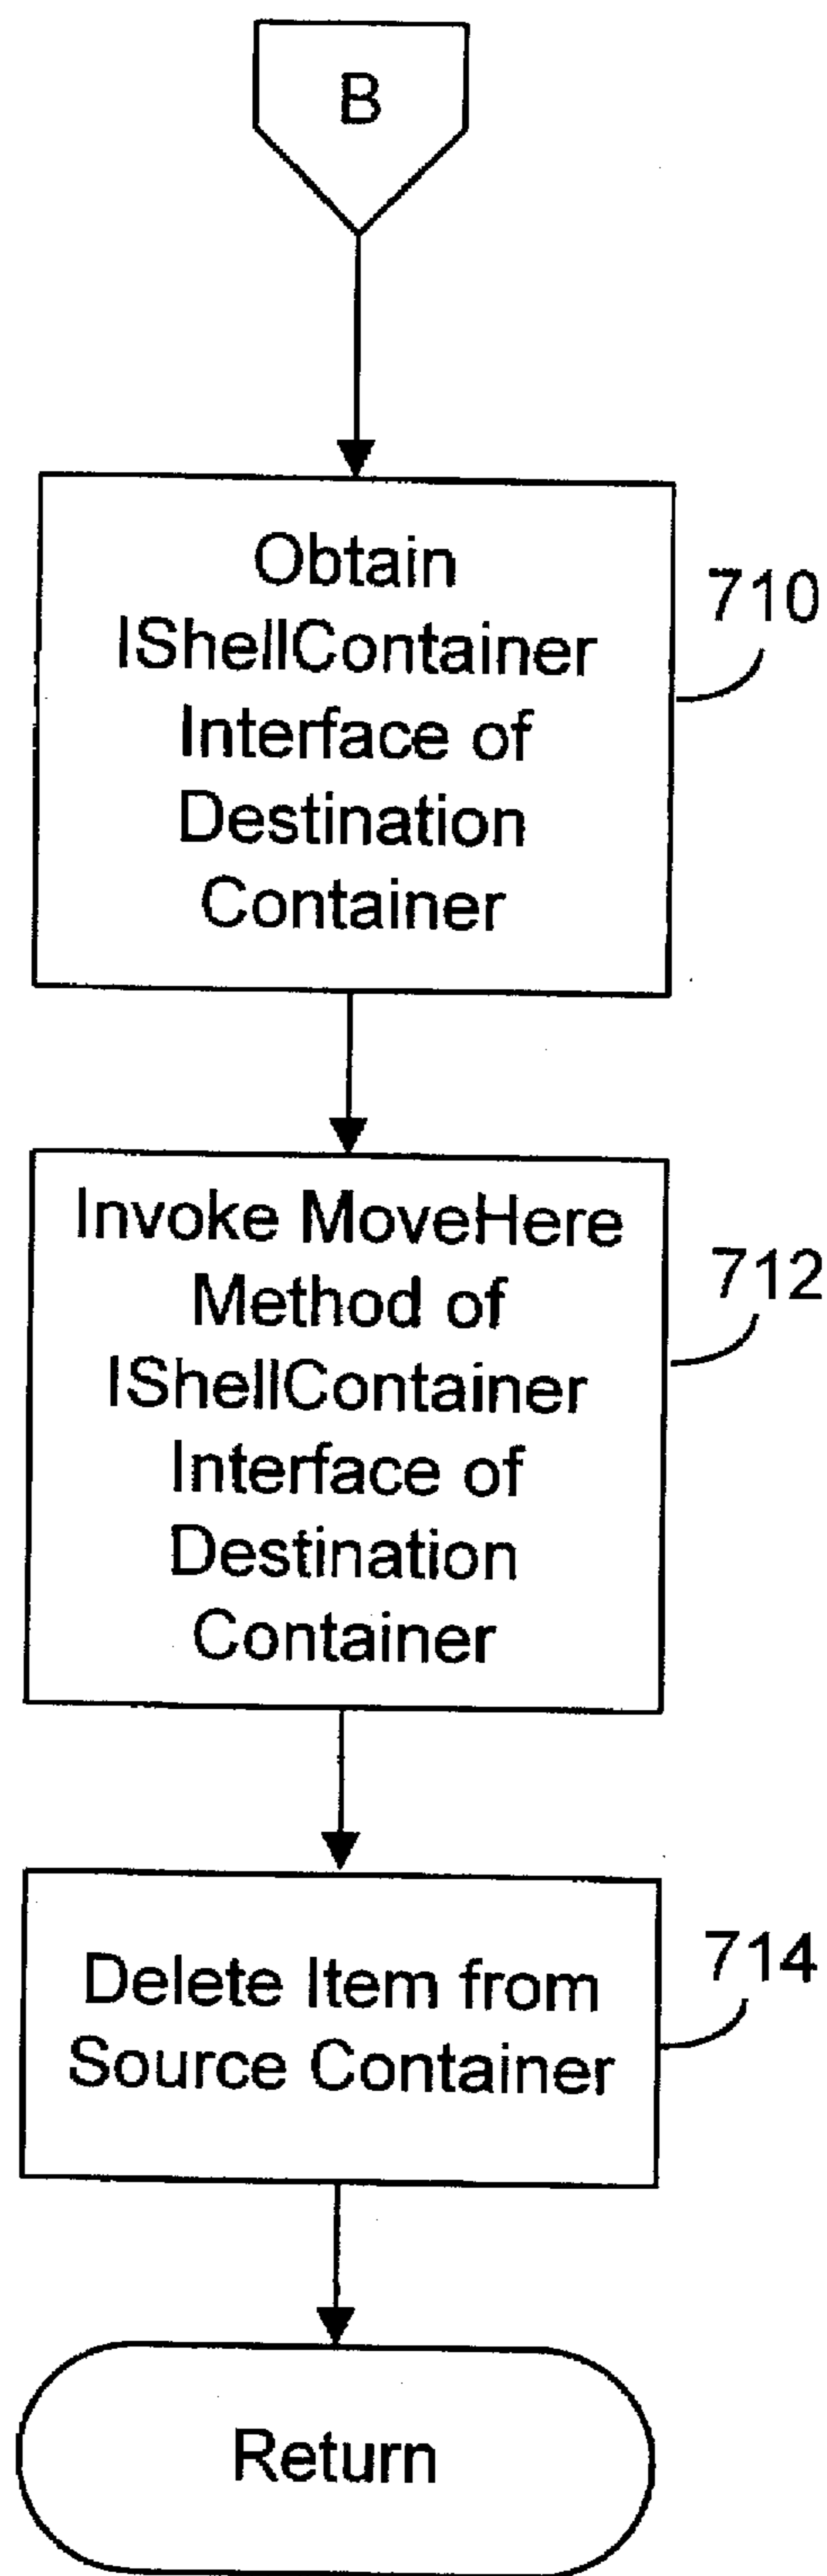 B
Obtain
IShellContainer
Interface of
Destination
Container
710
Invoke MoveHere
Method of
IShellContainer
Interface of
Destination
Container
712
Delete Item from
Source Container
714
Return